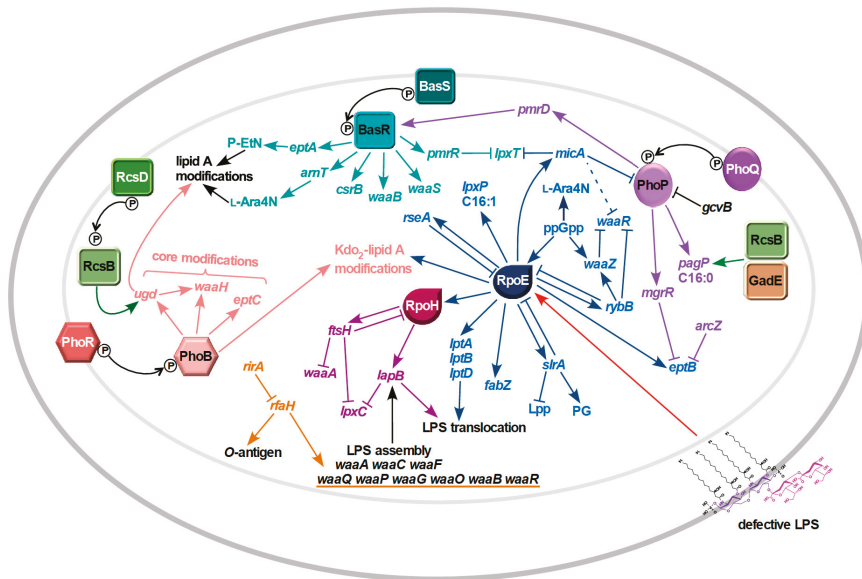 BasS
P
P
BasR
pmrD
P-EtN
eptA
lipid A
modifications
arnT
L-Ara4N
csrB
waaB
waaS
pmrR
lpxT
micA
P
P
PhoQ
PhoP
gcvB
RcsD
P
P
RcsB
lpxP
C16:1
L-Ara4N
rseA
ppGpp
waaR
waaZ
RcsB
pagP
C16:0
GadE
core modifications
Kdo2-lipid A
modifications
ugd
waaH
eptC
RpoE
rybB
mgrR
RpoH
PhoR
P
P
PhoB
ftsH
arcZ
rirA
waaA
lapB
lptA
lptB
lptD
slrA
eptB
rfaH
lpxC
fabZ
Lpp
PG
LPS translocation
O-antigen
LPS assembly
waaA waaC waaF
waaQ waaP waaG waaO waaB waaR
defective LPS